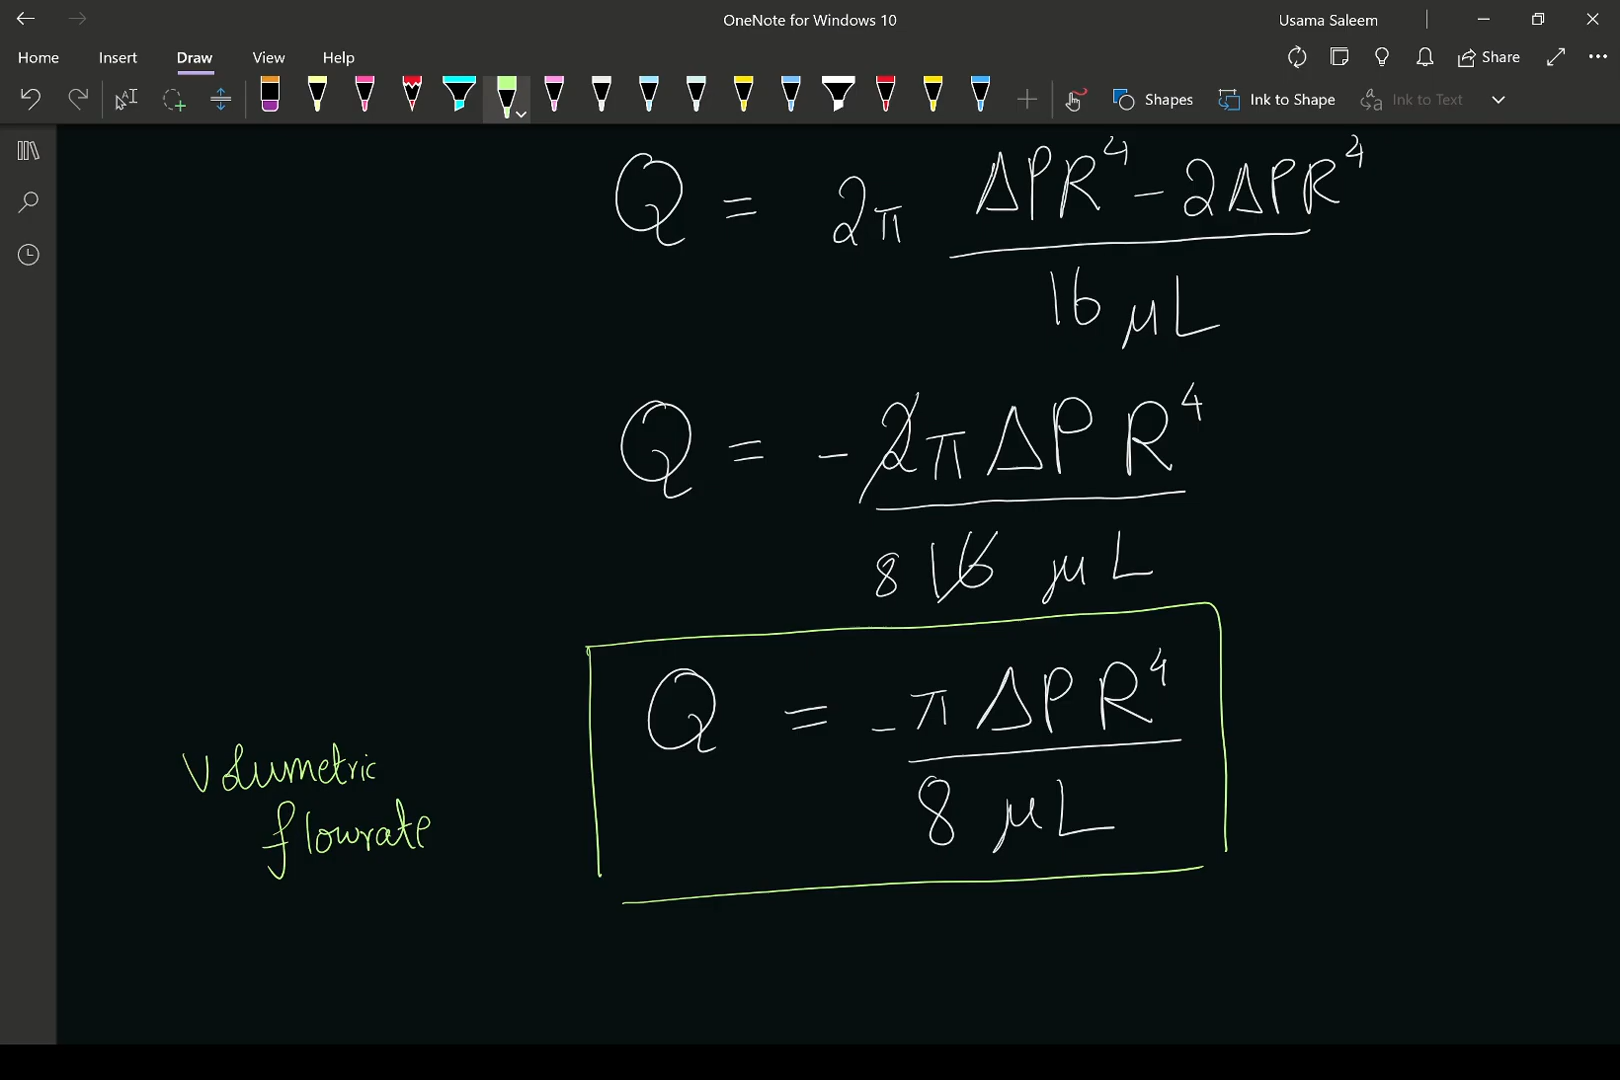 OneNote for Windows 10
Usama Saleem
Home Insert Draw View Help
Share
Shapes Ink to Shape Ink to Text
Q = 2π (ΔPR⁴ - 2ΔPR⁴) / 16 μL
Q = - 2π ΔP R⁴ / 8 16 μL
Q = - π ΔP R⁴ / 8 μL
Volumetric
flowrate